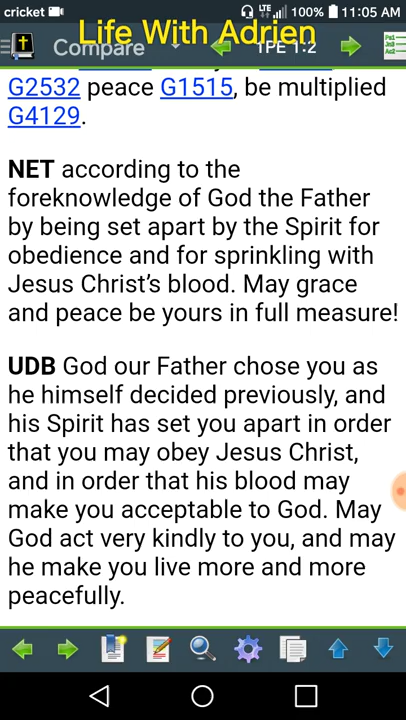 cricket LTE 100% 11:05 AM
Life With Adrien
Compare 1PE 1:2
G2532 peace G1515, be multiplied
G4129.
NET according to the
foreknowledge of God the Father
by being set apart by the Spirit for
obedience and for sprinkling with
Jesus Christ’s blood. May grace
and peace be yours in full measure!
UDB God our Father chose you as
he himself decided previously, and
his Spirit has set you apart in order
that you may obey Jesus Christ,
and in order that his blood may
make you acceptable to God. May
God act very kindly to you, and may
he make you live more and more
peacefully.